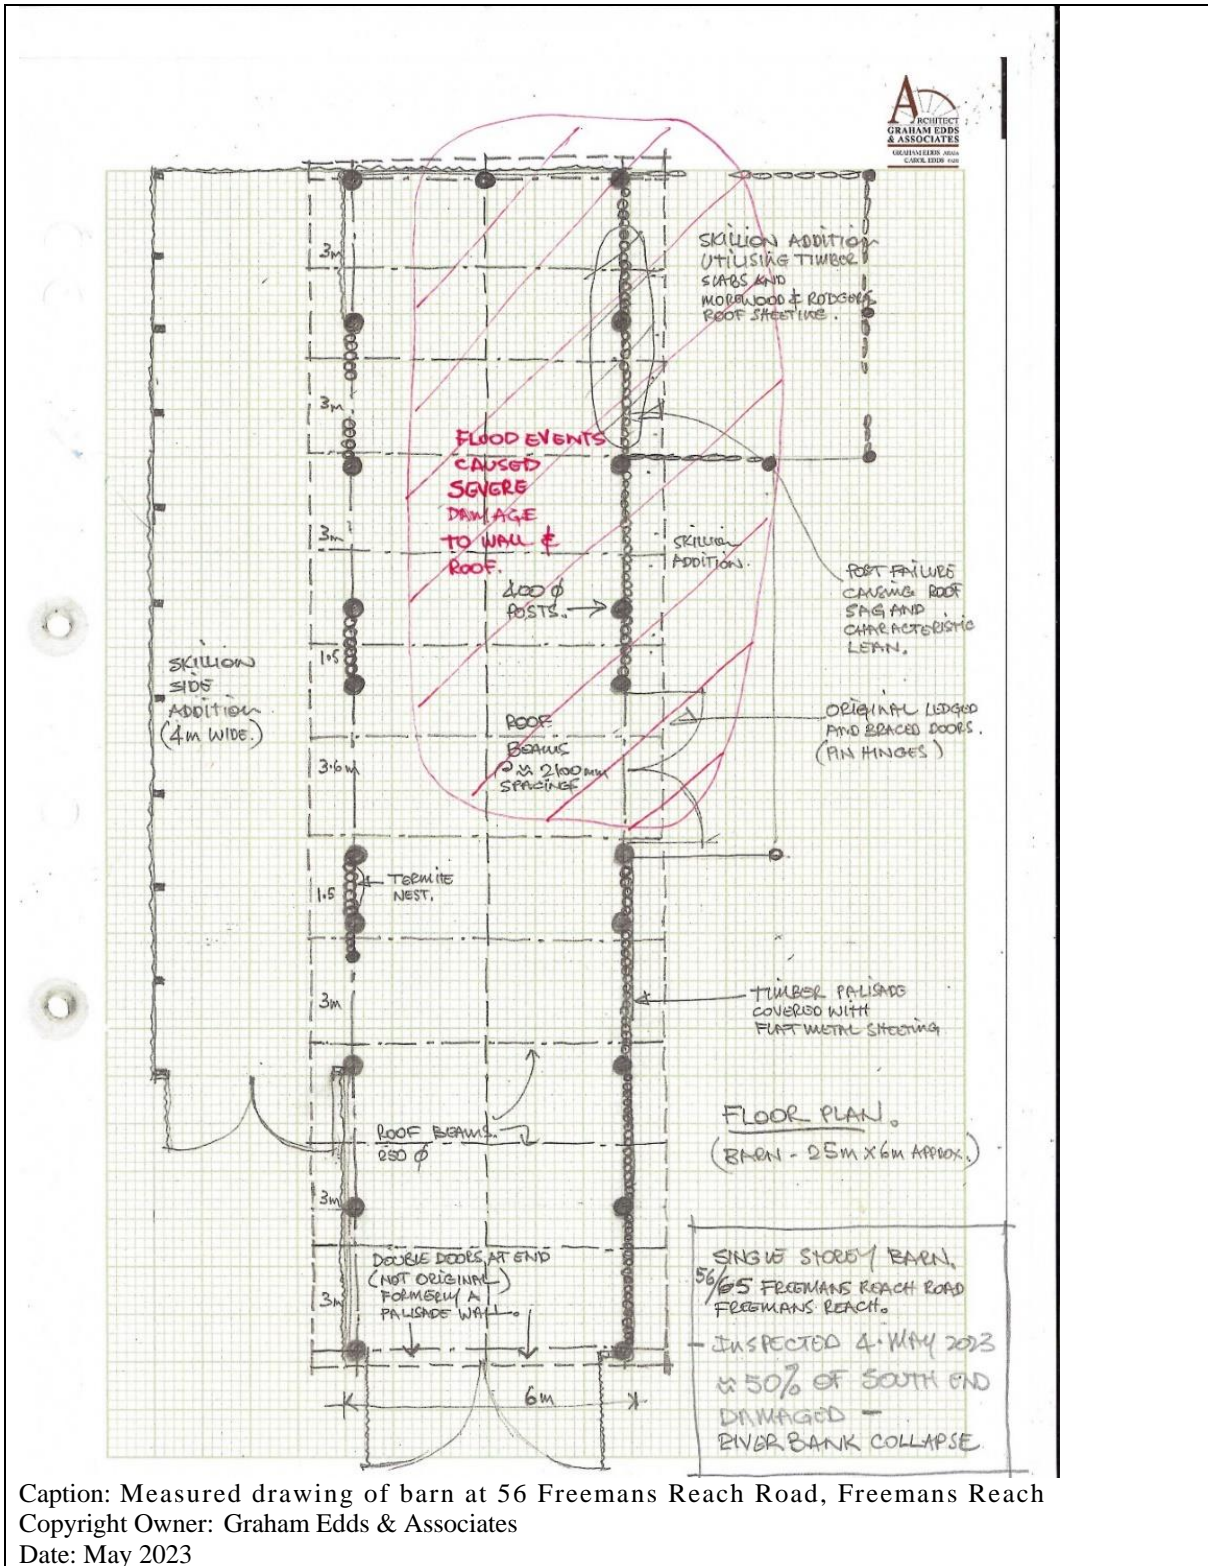 ARCHITECT
GRAHAM EDDS
& ASSOCIATES
GRAHAM EDDS
CAROL EDDS
3m
SKILLION ADDITION
UTILISING TIMBER
SLABS AND
MOREWOOD & RODGERS
ROOF SHEETING.
3m
FLOOD EVENTS
CAUSED
SEVERE
DAMAGE
TO WALL &
ROOF.
3m
SKILLION
ADDITION.
400 Ø
POSTS.
POST FAILURE
CAUSING ROOF
SAG AND
CHARACTERISTIC
LEAN.
1.5
SKILLION
SIDE
ADDITION
(4m WIDE.)
ROOF
BEAMS
@ ≈ 2100mm
SPACINGS
ORIGINAL LEDGED
AND BRACED DOORS.
(PIN HINGES)
3.6m
1.5
TERMITE
NEST.
3m
TIMBER PALISADE
COVERED WITH
FLAT METAL SHEETING
ROOF BEAMS.
250 Ø
FLOOR PLAN.
(BARN - 25m X 6m APPROX.)
3m
DOUBLE DOORS AT END
(NOT ORIGINAL)
FORMERLY A
PALISADE WALL.
3m
6m
SINGLE STOREY BARN.
56/65 FREEMANS REACH ROAD
FREEMANS REACH.
- INSPECTED 4. MAY 2023
≈ 50% OF SOUTH END
DAMAGED -
RIVER BANK COLLAPSE
Caption: Measured drawing of barn at 56 Freemans Reach Road, Freemans Reach
Copyright Owner: Graham Edds & Associates
Date: May 2023